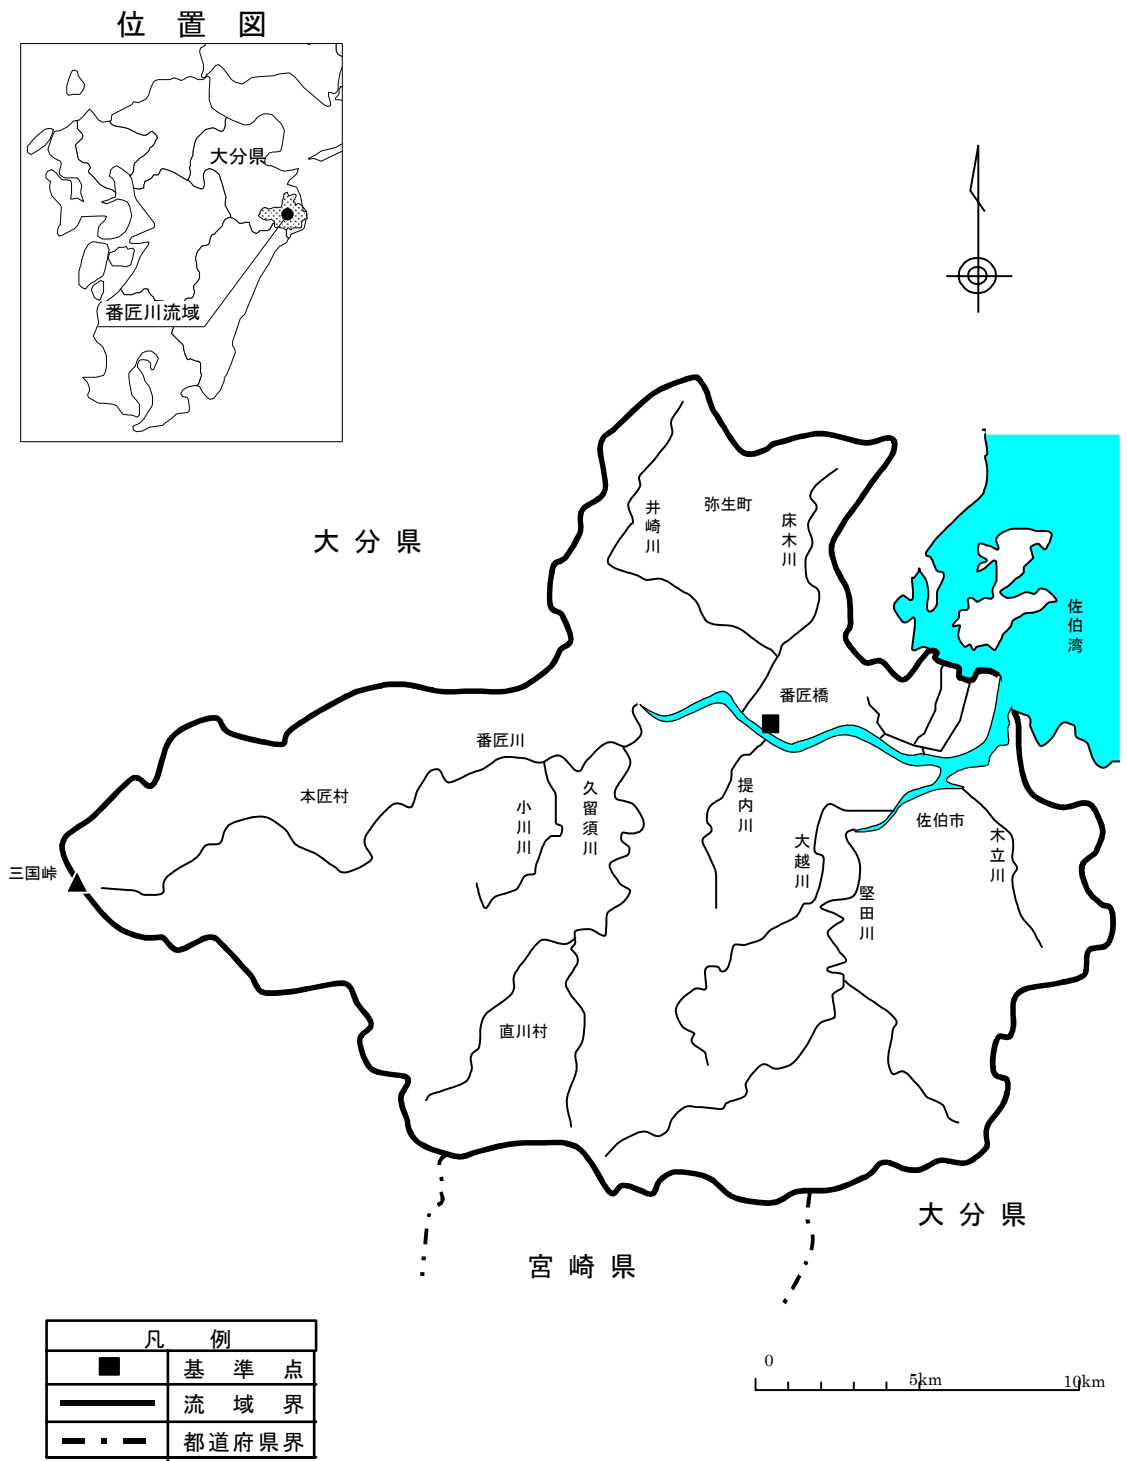 位置図
大分県
番匠川流域
大分県
井崎川
弥生町
床木川
佐伯湾
番匠橋
番匠川
本匠村
小川川
久留須川
提内川
大越川
佐伯市
木立川
堅田川
三国峠
直川村
大分県
宮崎県
凡例
基準点
流域界
都道府県界
0
5km
10km